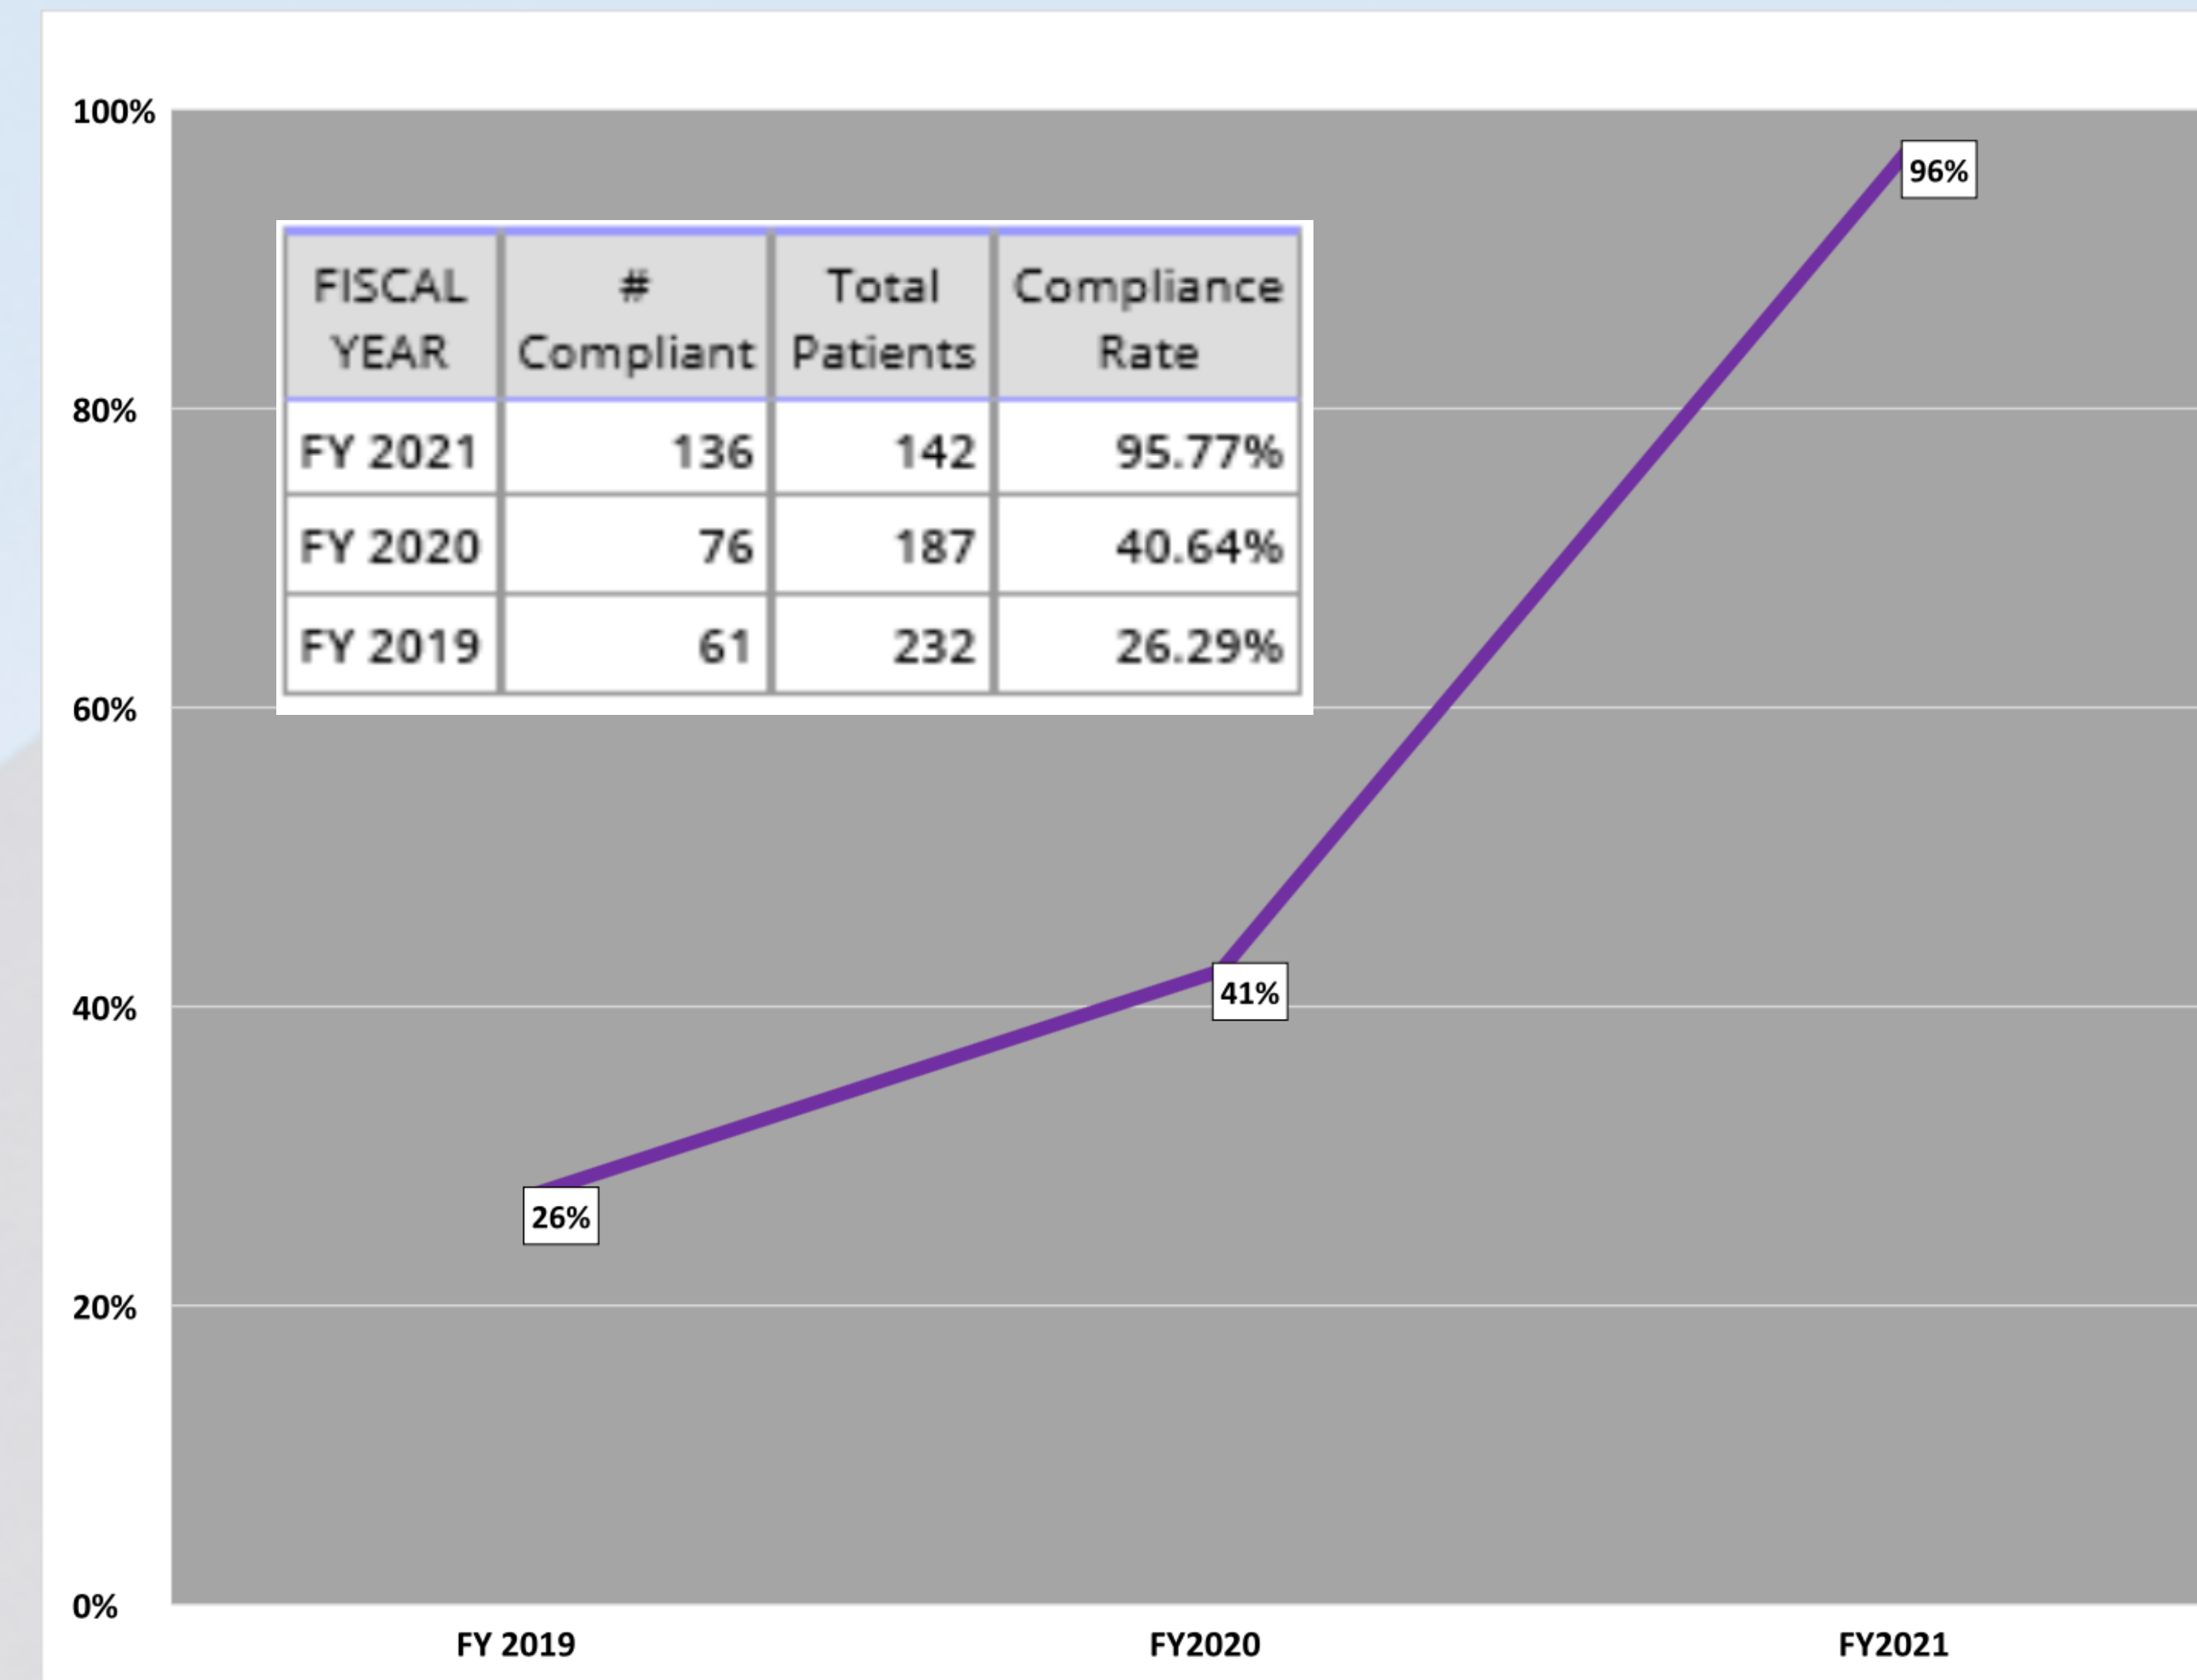 100%
96%
FISCAL YEAR # Compliant Total Patients Compliance Rate
80%
FY 2021 136 142 95.77%
FY 2020 76 187 40.64%
FY 2019 61 232 26.29%
60%
41%
40%
26%
20%
0%
FY 2019 FY2020 FY2021